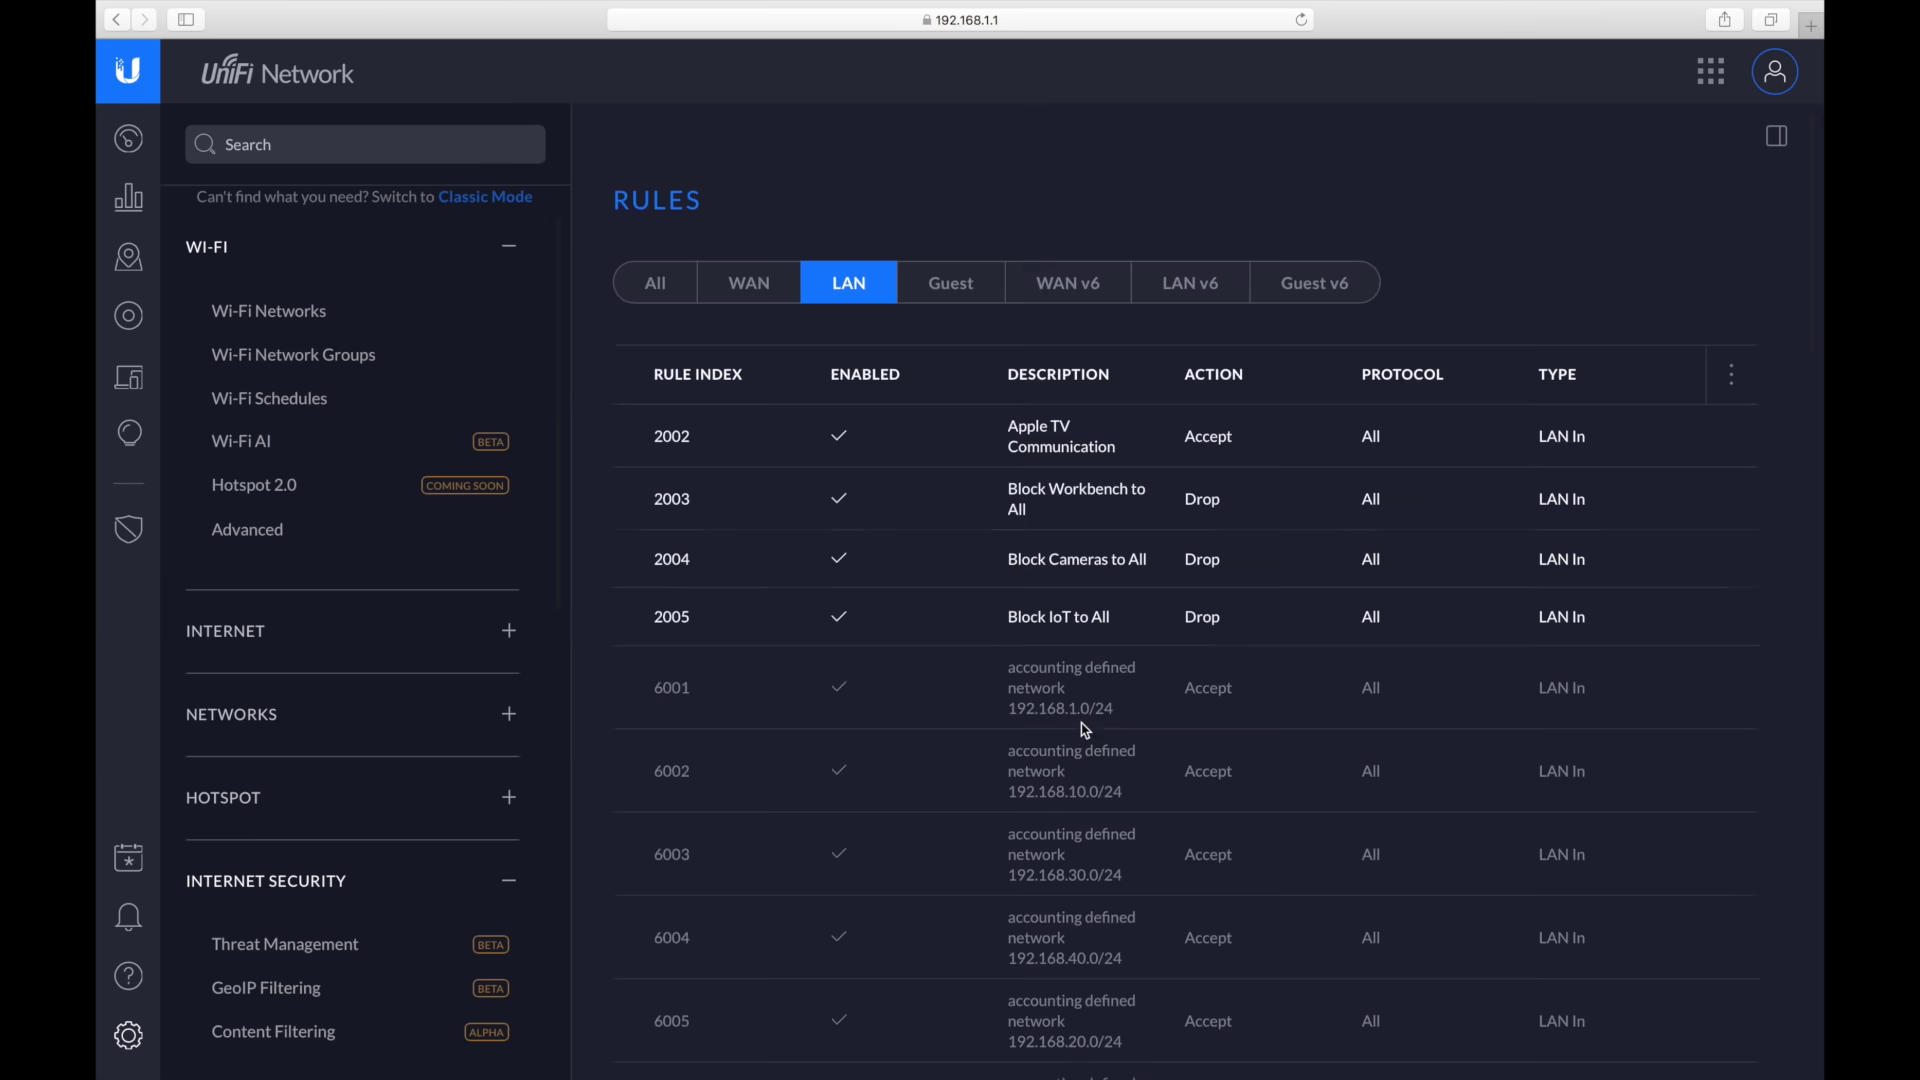 192.168.1.1
UniFi Network
Search
Can't find what you need? Switch to Classic Mode
WI-FI
Wi-Fi Networks
Wi-Fi Network Groups
Wi-Fi Schedules
Wi-Fi AI BETA
Hotspot 2.0 COMING SOON
Advanced
INTERNET
NETWORKS
HOTSPOT
INTERNET SECURITY
Threat Management BETA
GeoIP Filtering BETA
Content Filtering ALPHA
RULES
All WAN LAN Guest WAN v6 LAN v6 Guest v6
RULE INDEX ENABLED DESCRIPTION ACTION PROTOCOL TYPE
2002 Apple TV Communication Accept All LAN In
2003 Block Workbench to All Drop All LAN In
2004 Block Cameras to All Drop All LAN In
2005 Block IoT to All Drop All LAN In
6001 accounting defined network 192.168.1.0/24 Accept All LAN In
6002 accounting defined network 192.168.10.0/24 Accept All LAN In
6003 accounting defined network 192.168.30.0/24 Accept All LAN In
6004 accounting defined network 192.168.40.0/24 Accept All LAN In
6005 accounting defined network 192.168.20.0/24 Accept All LAN In